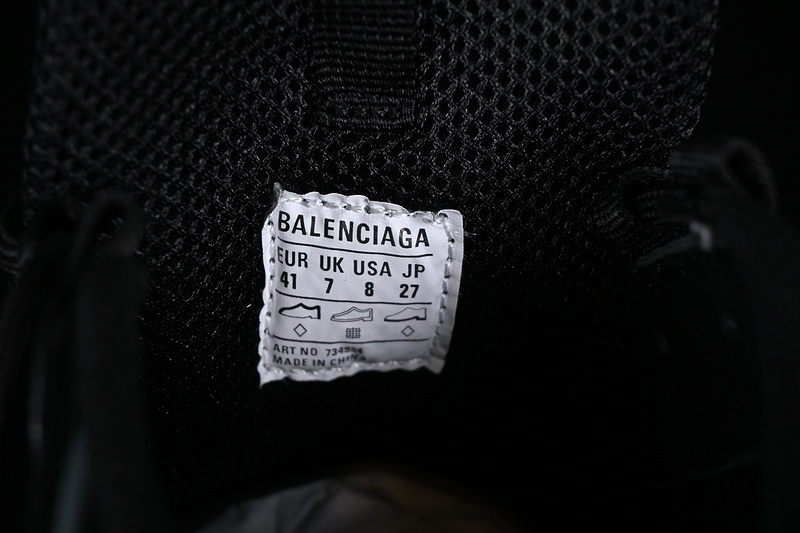 BALENCIAGA
EUR UK USA JP
41 7 8 27
ART NO
MADE IN CHINA